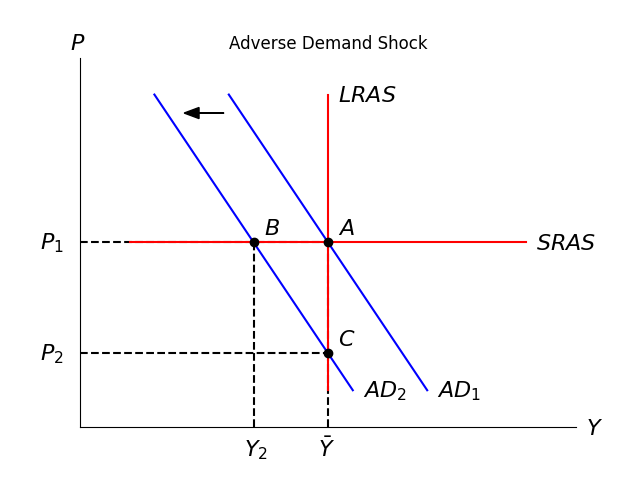 P
Adverse Demand Shock
LRAS
B
A
P₁
SRAS
C
P₂
AD₂
AD₁
Y
Y₂
Ȳ